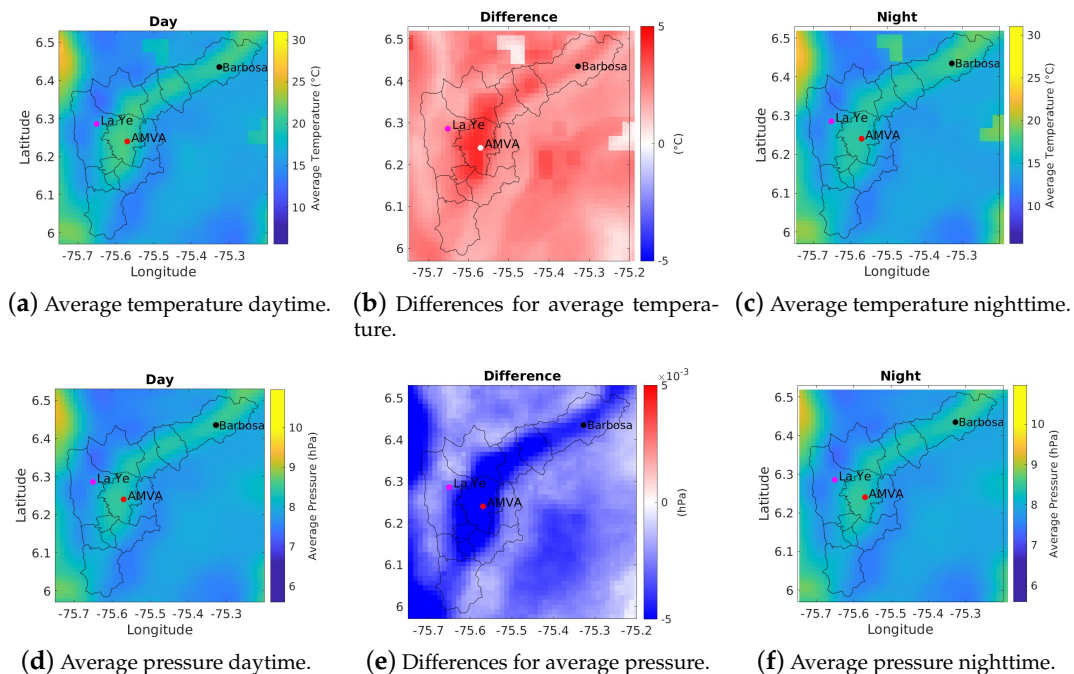 Day
6.5
6.4
6.3
6.2
6.1
6
Latitude
-75.7 -75.6 -75.5 -75.4 -75.3
Longitude
Barbosa
La Ye
AMVA
30
25
20
15
10
Average Temperature (°C)
Difference
6.5
6.4
6.3
6.2
6.1
6
-75.7 -75.6 -75.5 -75.4 -75.3 -75.2
Barbosa
La Ye
AMVA
5
0
-5
(°C)
Night
6.5
6.4
6.3
6.2
6.1
6
Latitude
-75.7 -75.6 -75.5 -75.4 -75.3
Longitude
Barbosa
La Ye
AMVA
30
25
20
15
10
Average Temperature (°C)
(a) Average temperature daytime.
(b) Differences for average tempera-
ture.
(c) Average temperature nighttime.
Day
6.5
6.4
6.3
6.2
6.1
6
Latitude
-75.7 -75.6 -75.5 -75.4 -75.3
Longitude
Barbosa
La Ye
AMVA
10
9
8
7
6
Average Pressure (hPa)
Difference
6.5
6.4
6.3
6.2
6.1
6
-75.7 -75.6 -75.5 -75.4 -75.3 -75.2
Barbosa
La Ye
AMVA
×10⁻³
5
0
-5
(hPa)
Night
6.5
6.4
6.3
6.2
6.1
6
Latitude
-75.7 -75.6 -75.5 -75.4 -75.3
Longitude
Barbosa
La Ye
AMVA
10
9
8
7
6
Average Pressure (hPa)
(d) Average pressure daytime.
(e) Differences for average pressure.
(f) Average pressure nighttime.